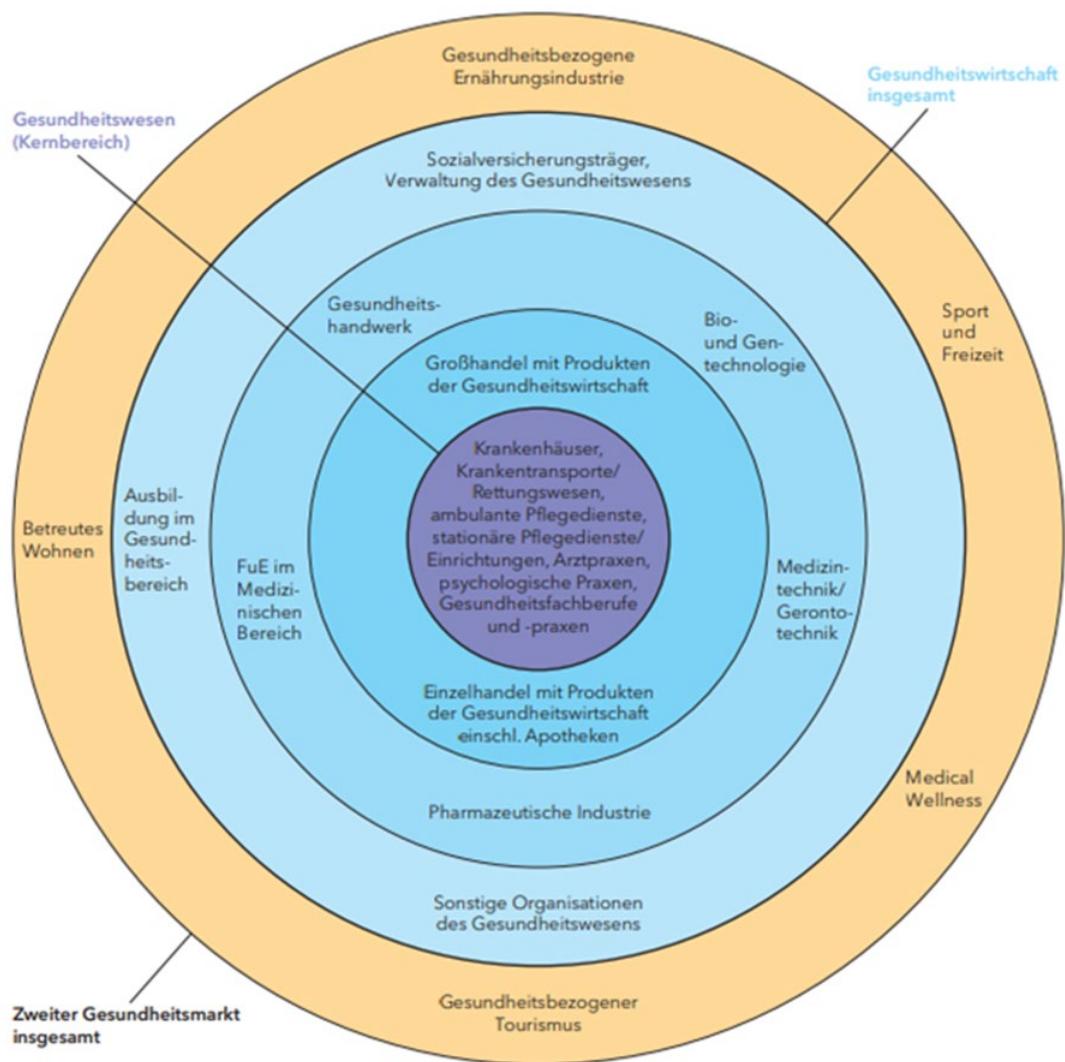 Gesundheitsbezogene
Ernährungsindustrie
Gesundheitswirtschaft
insgesamt
Gesundheitswesen
(Kernbereich)
Sozialversicherungsträger,
Verwaltung des Gesundheitswesens
Gesundheits-
handwerk
Bio-
und Gen-
technologie
Sport
und
Freizeit
Großhandel mit Produkten
der Gesundheitswirtschaft
Krankenhäuser,
Krankentransporte/
Rettungswesen,
ambulante Pflegedienste,
stationäre Pflegedienste/
Einrichtungen, Arztpraxen,
psychologische Praxen,
Gesundheitsfachberufe
und -praxen
Betreutes
Wohnen
Ausbil-
dung im
Gesund-
heits-
bereich
FuE im
Medizi-
nischen
Bereich
Medizin-
technik/
Geronto-
technik
Einzelhandel mit Produkten
der Gesundheitswirtschaft
einschl. Apotheken
Medical
Wellness
Pharmazeutische Industrie
Sonstige Organisationen
des Gesundheitswesens
Gesundheitsbezogener
Tourismus
Zweiter Gesundheitsmarkt
insgesamt